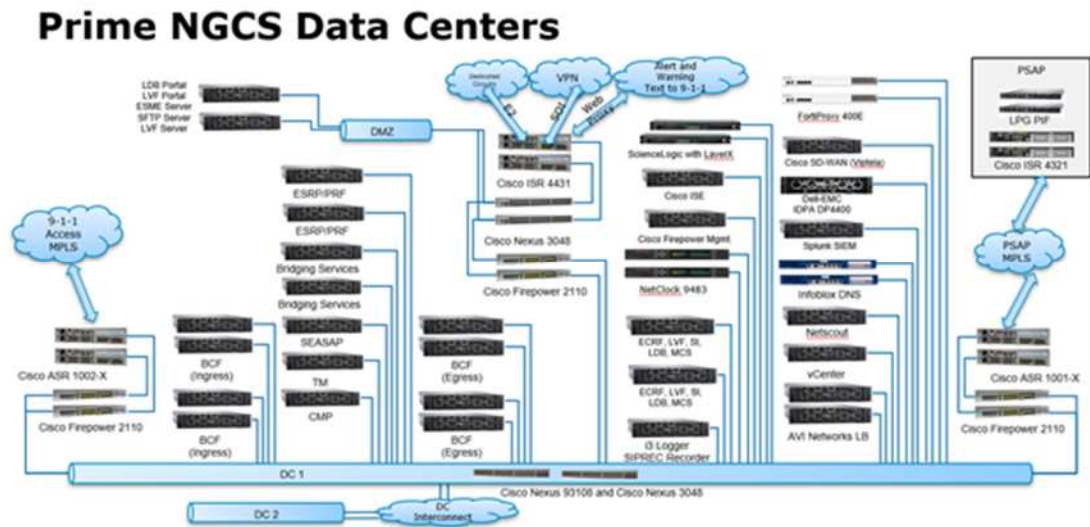 Prime NGCS Data Centers
LDB Portal
LVF Portal
ESME Server
SFTP Server
LVF Server
DMZ
Dedicated
Circuits
VPN
Alert and
Warning
Text to 9-1-1
E2
SOI
Web
Proxy
Cisco ISR 4431
Cisco Nexus 3048
Cisco Firepower 2110
ESRP/PRF
ESRP/PRF
Bridging Services
Bridging Services
SEASAP
TM
CMP
9-1-1
Access
MPLS
Cisco ASR 1002-X
Cisco Firepower 2110
BCF
(Ingress)
BCF
(Ingress)
BCF
(Egress)
BCF
(Egress)
ScienceLogic with LayerX
Cisco ISE
Cisco Firepower Mgmt
NetClock 9483
ECRF, LVF, SI,
LDB, MCS
ECRF, LVF, SI,
LDB, MCS
i3 Logger
SIPREC Recorder
FortiProxy 400E
Cisco SD-WAN (Viptela)
Dell-EMC
IDPA DP4400
Splunk SIEM
Infoblox DNS
Netscout
vCenter
AVI Networks LB
PSAP
LPG PIF
Cisco ISR 4321
PSAP
MPLS
Cisco ASR 1001-X
Cisco Firepower 2110
DC 1
Cisco Nexus 93108 and Cisco Nexus 3048
DC 2
DC
Interconnect